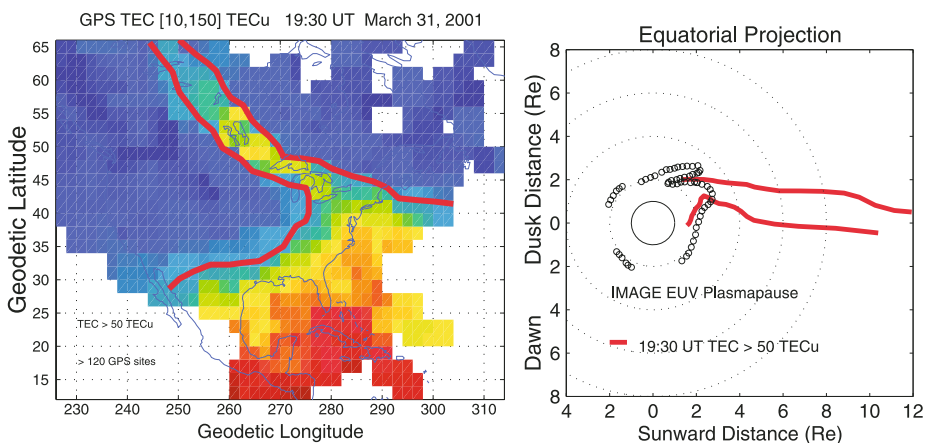 GPS TEC [10,150] TECu 19:30 UT March 31, 2001
65
60
55
50
45
40
35
30
25
20
15
Geodetic Latitude
TEC > 50 TECu
> 120 GPS sites
230 240 250 260 270 280 290 300 310
Geodetic Longitude
Equatorial Projection
8
6
4
2
0
2
4
6
8
Dusk Distance (Re)
Dawn
IMAGE EUV Plasmapause
19:30 UT TEC > 50 TECu
4 2 0 2 4 6 8 10 12
Sunward Distance (Re)